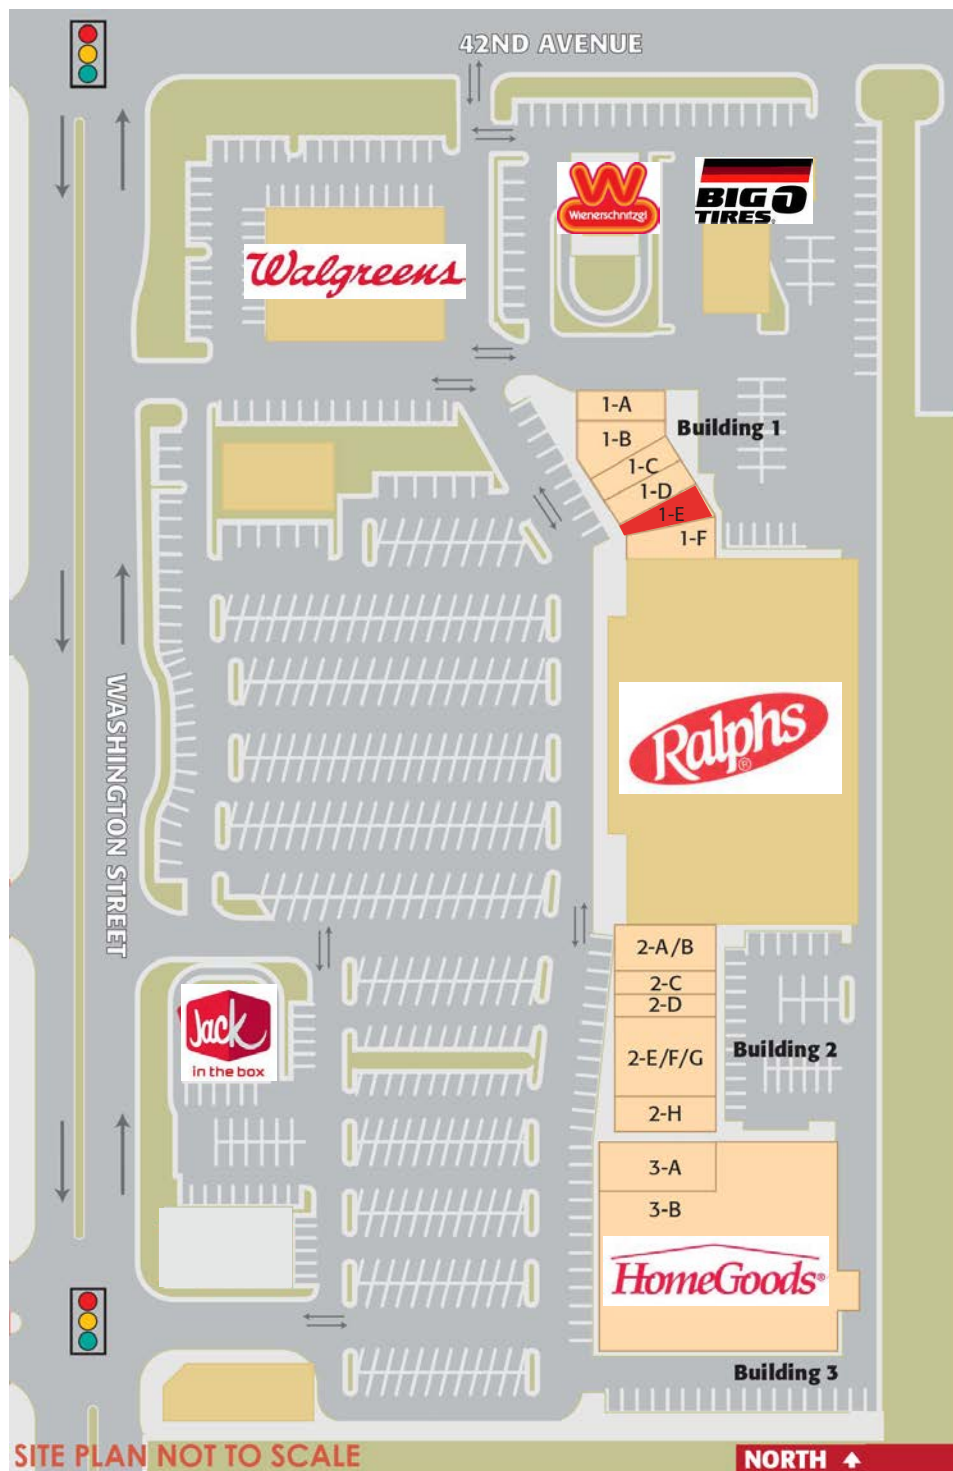 42ND AVENUE
Wienerschnitzel
BIG O
TIRES®
Walgreens
1-A
Building 1
1-B
1-C
1-D
1-E
1-F
WASHINGTON STREET
Ralphs®
2-A/B
2-C
2-D
2-E/F/G
Building 2
2-H
Jack
in the box
3-A
3-B
HomeGoods®
Building 3
SITE PLAN NOT TO SCALE
NORTH